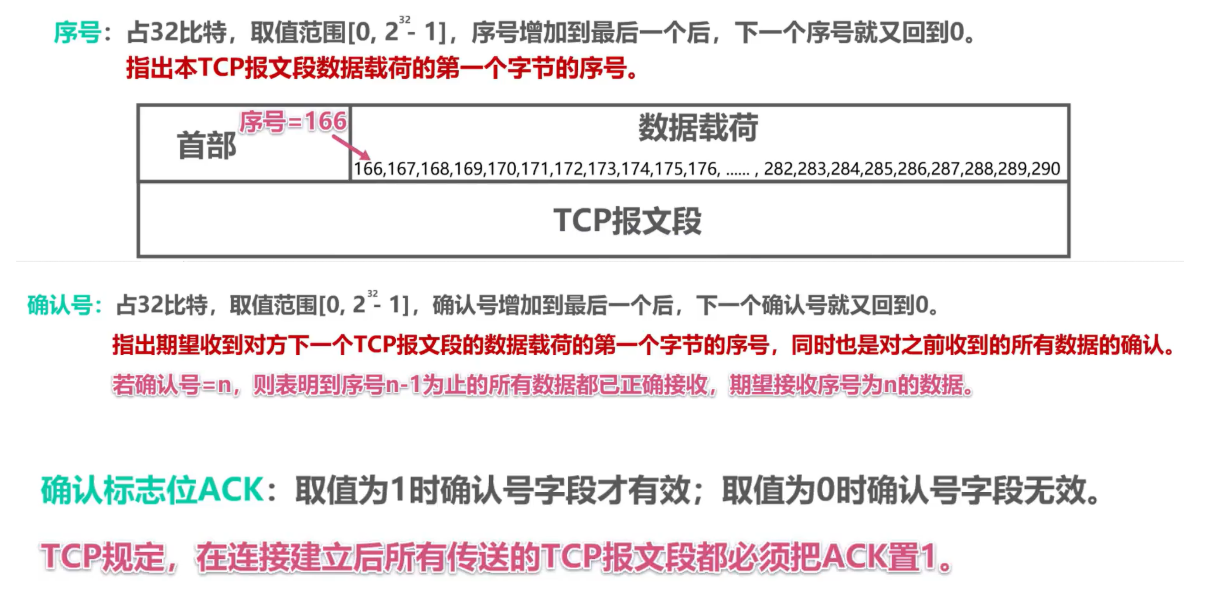 序号：占32比特，取值范围[0, 2^32 - 1]，序号增加到最后一个后，下一个序号就又回到0。
指出本TCP报文段数据载荷的第一个字节的序号。
序号=166
首部
数据载荷
166,167,168,169,170,171,172,173,174,175,176, ...... , 282,283,284,285,286,287,288,289,290
TCP报文段
确认号：占32比特，取值范围[0, 2^32 - 1]，确认号增加到最后一个后，下一个确认号就又回到0。
指出期望收到对方下一个TCP报文段的数据载荷的第一个字节的序号，同时也是对之前收到的所有数据的确认。
若确认号=n，则表明到序号n-1为止的所有数据都已正确接收，期望接收序号为n的数据。
确认标志位ACK：取值为1时确认号字段才有效；取值为0时确认号字段无效。
TCP规定，在连接建立后所有传送的TCP报文段都必须把ACK置1。